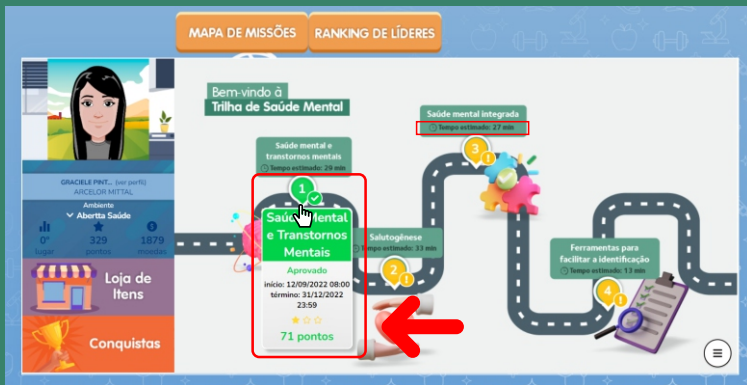 MAPA DE MISSÕES
RANKING DE LÍDERES
Bem-vindo à
Trilha de Saúde Mental
Saúde mental integrada
Tempo estimado: 27 min
3
Saúde mental e
transtornos mentais
Tempo estimado: 29 min
1
GRACIELE PINT... (ver perfil)
ARCELOR MITTAL
Ambiente
Abertta Saúde
0°
lugar
329
pontos
1879
moedas
Loja de
Itens
Conquistas
Saúde Mental
e Transtornos
Mentais
Aprovado
início: 12/09/2022 08:00
término: 31/12/2022
23:59
71 pontos
Salutogênese
Tempo estimado: 33 min
2
Ferramentas para
facilitar a identificação
Tempo estimado: 13 min
4